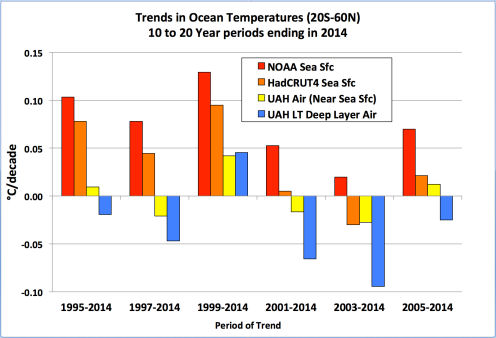 Trends in Ocean Temperatures (20S-60N)
10 to 20 Year periods ending in 2014
NOAA Sea Sfc
HadCRUT4 Sea Sfc
UAH Air (Near Sea Sfc)
UAH LT Deep Layer Air
°C/decade
0.15
0.10
0.05
0.00
-0.05
-0.10
1995-2014 1997-2014 1999-2014 2001-2014 2003-2014 2005-2014
Period of Trend